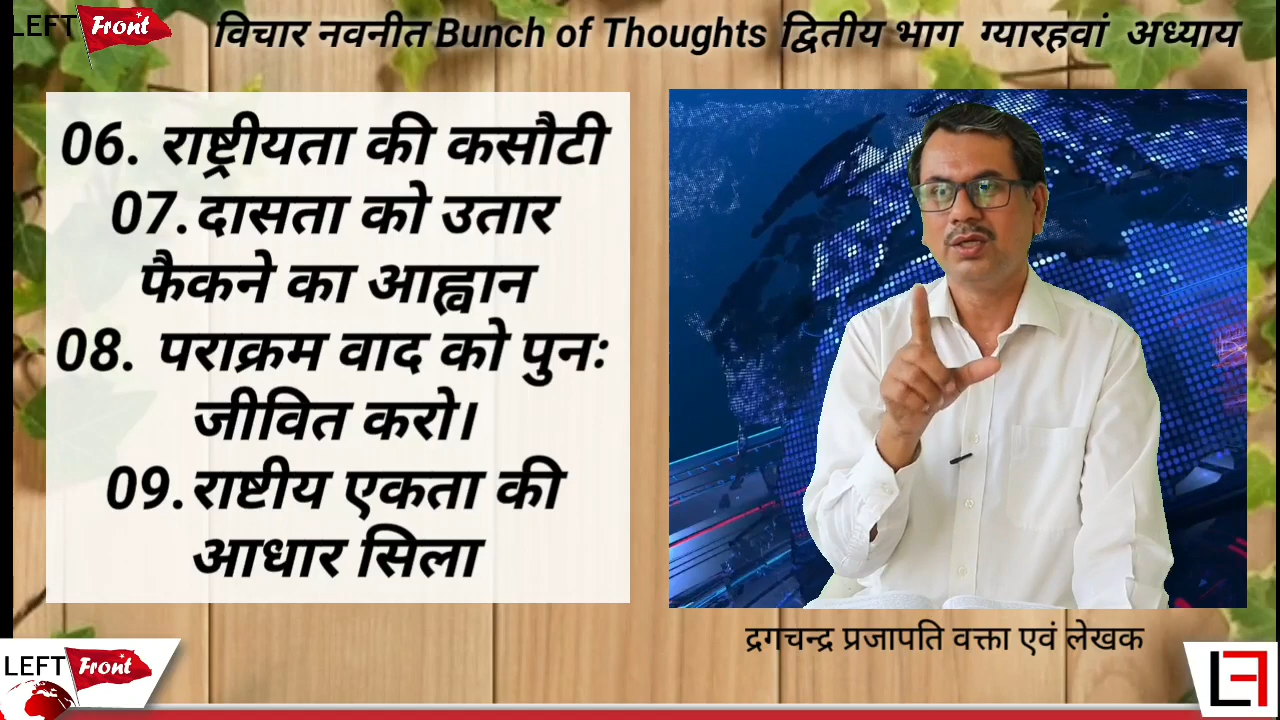 LEFT Front
विचार नवनीत Bunch of Thoughts द्वितीय भाग ग्यारहवां अध्याय
06. राष्ट्रीयता की कसौटी
07. दासता को उतार
फैकने का आह्वान
08. पराक्रम वाद को पुनः
जीवित करो।
09. राष्टीय एकता की
आधार सिला
द्रगचन्द्र प्रजापति वक्ता एवं लेखक
LEFT Front
LF